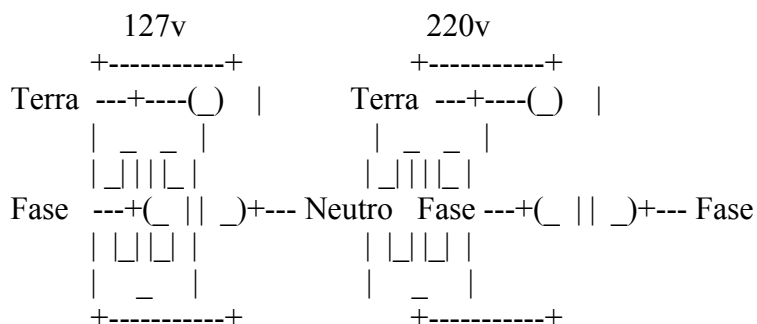 127v 220v
+-----------+ +-----------+
Terra ---+----(_) | Terra ---+----(_) |
| _ _ | | _ _ |
| _| | | |_ | | _| | | |_ |
Fase ---+(_ | | _)+--- Neutro Fase ---+(_ | | _)+--- Fase
| |_| |_| | | |_| |_| |
| _ | | _ |
+-----------+ +-----------+